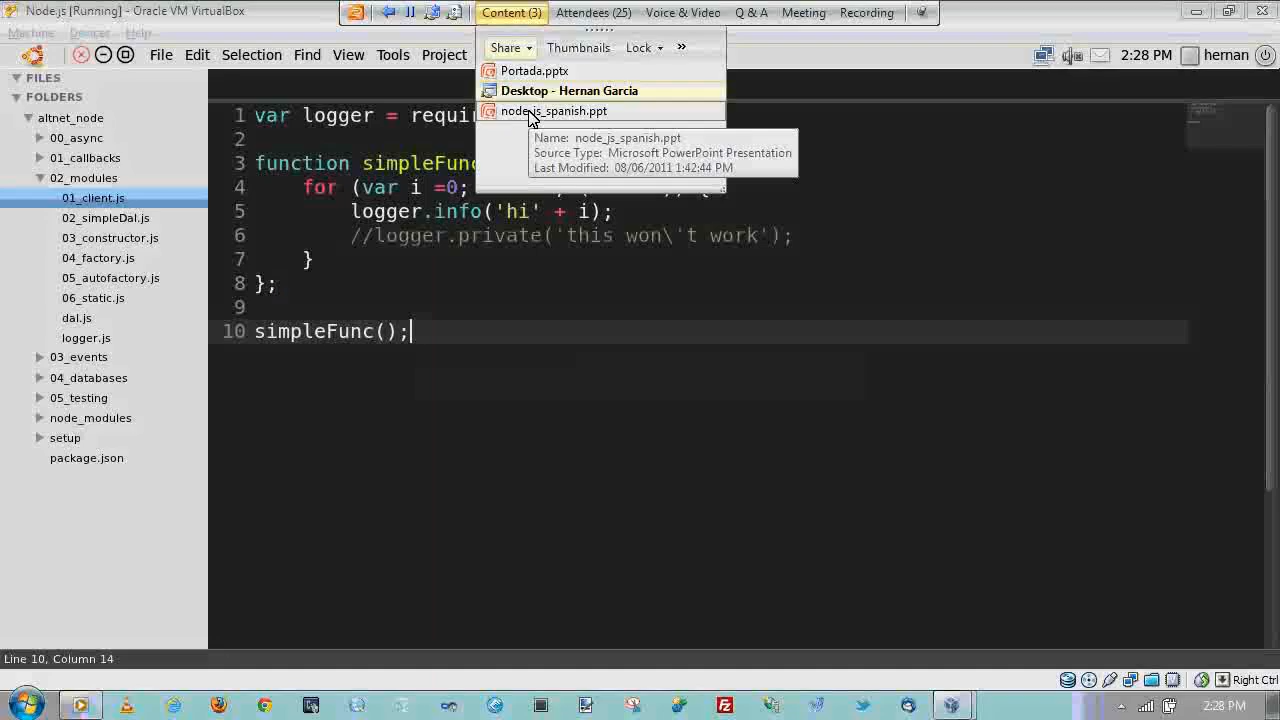 Node.js [Running] - Oracle VM VirtualBox
Content (3) Attendees (25) Voice & Video Q & A Meeting Recording
Machine Devices Help
File Edit Selection Find View Tools Project
2:28 PM hernan
Share Thumbnails Lock »
Portada.pptx
Desktop - Hernan Garcia
node_js_spanish.ppt
Name: node_js_spanish.ppt
Source Type: Microsoft PowerPoint Presentation
Last Modified: 08/06/2011 1:42:44 PM
FILES
FOLDERS
altnet_node
00_async
01_callbacks
02_modules
01_client.js
02_simpleDal.js
03_constructor.js
04_factory.js
05_autofactory.js
06_static.js
dal.js
logger.js
03_events
04_databases
05_testing
node_modules
setup
package.json
1 var logger =
2
3 function
4 for (var i =0;
5 logger.info('hi' + i);
6 //logger.private('this won\'t work');
7 }
8 };
9
10 simpleFunc();
Line 10, Column 14
Right Ctrl
2:28 PM